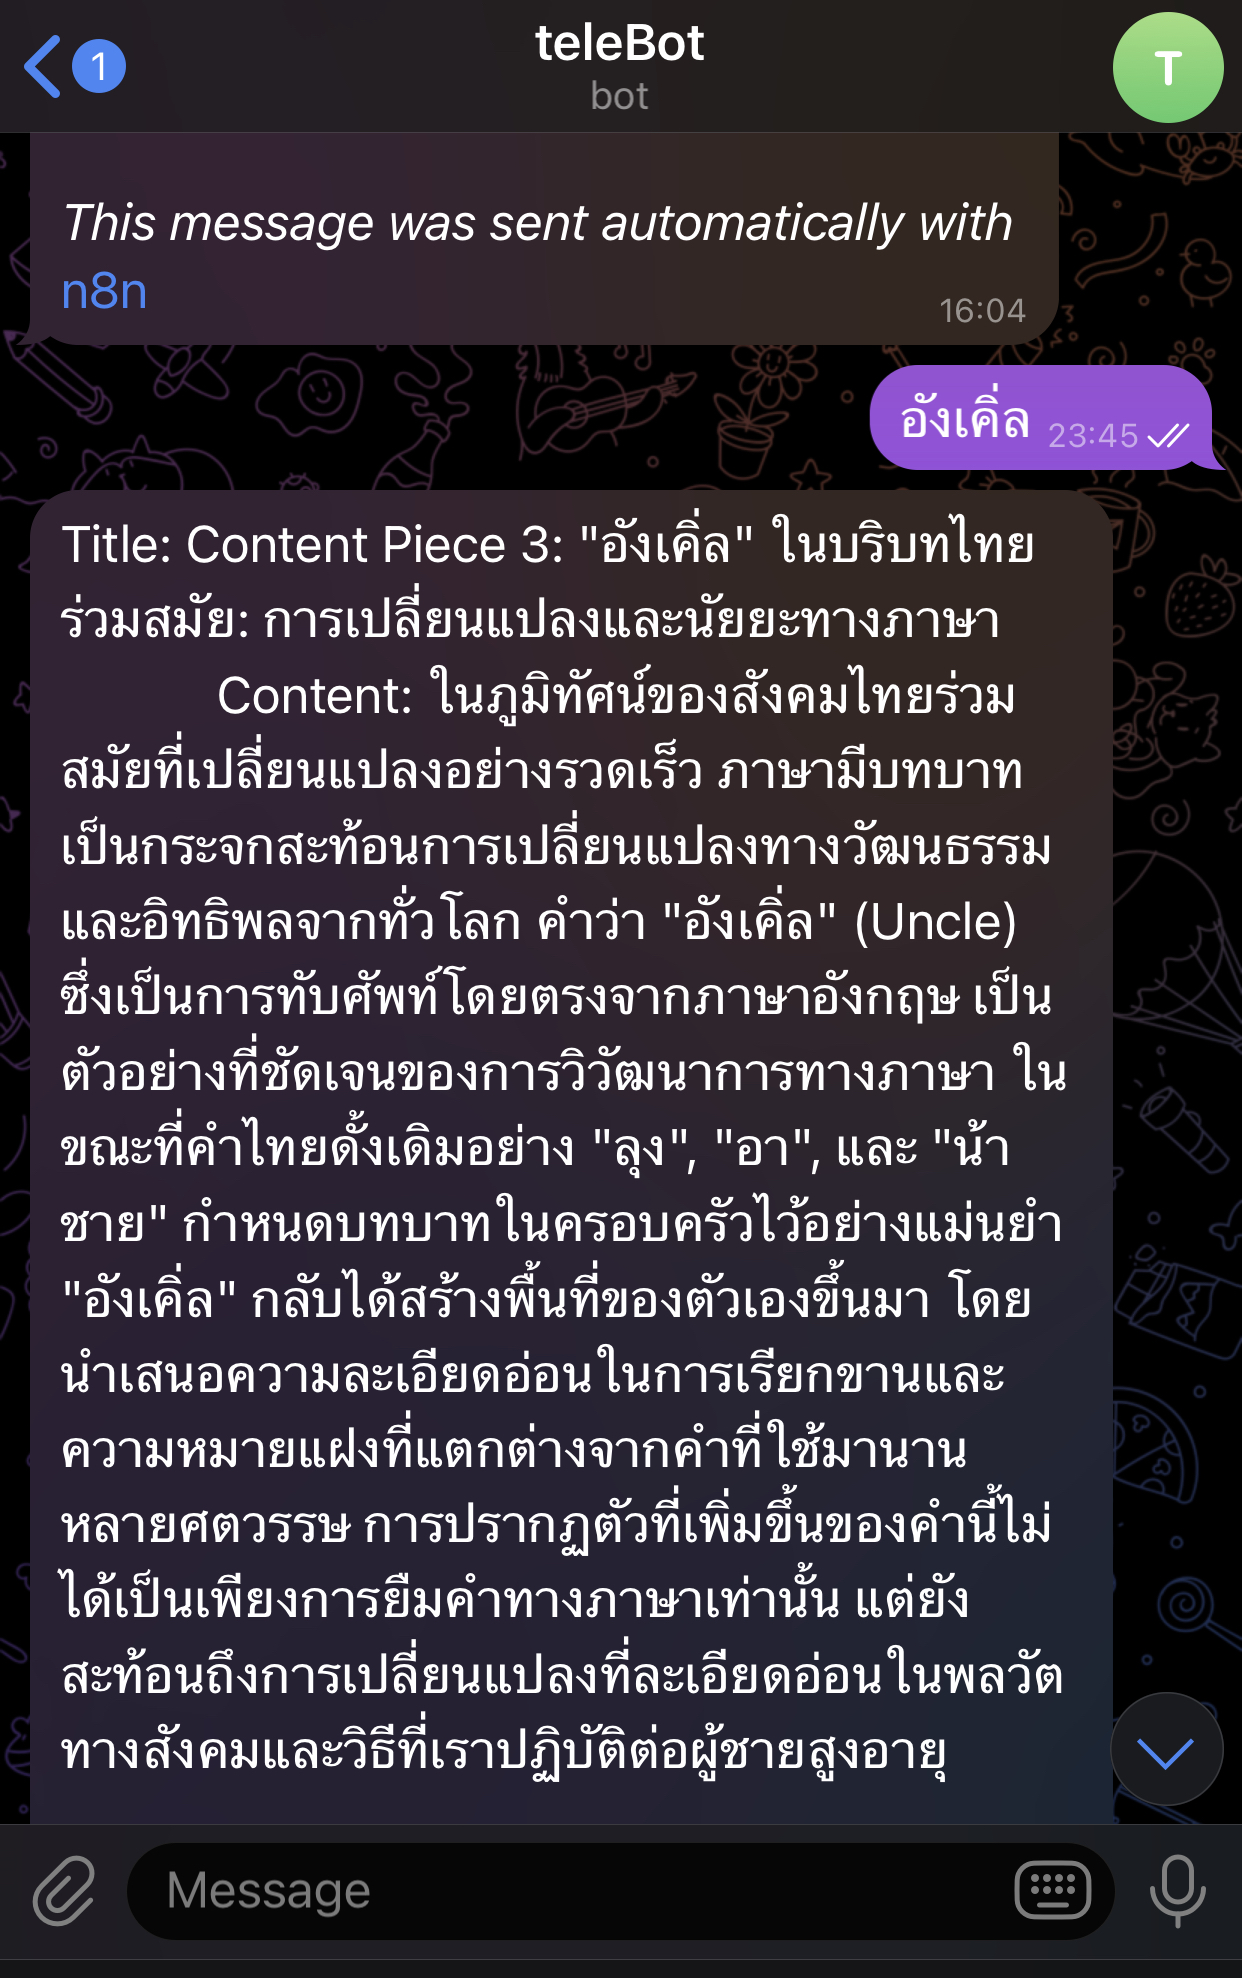 1
teleBot
bot
T
This message was sent automatically with
n8n
16:04
อังเคิ่ล 23:45
Title: Content Piece 3: "อังเคิ่ล" ในบริบทไทย
ร่วมสมัย: การเปลี่ยนแปลงและนัยยะทางภาษา
Content: ในภูมิทัศน์ของสังคมไทยร่วม
สมัยที่เปลี่ยนแปลงอย่างรวดเร็ว ภาษามีบทบาท
เป็นกระจกสะท้อนการเปลี่ยนแปลงทางวัฒนธรรม
และอิทธิพลจากทั่วโลก คำว่า "อังเคิ่ล" (Uncle)
ซึ่งเป็นการทับศัพท์โดยตรงจากภาษาอังกฤษ เป็น
ตัวอย่างที่ชัดเจนของการวิวัฒนาการทางภาษา ใน
ขณะที่คำไทยดั้งเดิมอย่าง "ลุง", "อา", และ "น้า
ชาย" กำหนดบทบาทในครอบครัวไว้อย่างแม่นยำ
"อังเคิ่ล" กลับได้สร้างพื้นที่ของตัวเองขึ้นมา โดย
นำเสนอความละเอียดอ่อนในการเรียกขานและ
ความหมายแฝงที่แตกต่างจากคำที่ใช้มานาน
หลายศตวรรษ การปรากฏตัวที่เพิ่มขึ้นของคำนี้ไม่
ได้เป็นเพียงการยืมคำทางภาษาเท่านั้น แต่ยัง
สะท้อนถึงการเปลี่ยนแปลงที่ละเอียดอ่อนในพลวัต
ทางสังคมและวิธีที่เราปฏิบัติต่อผู้ชายสูงอายุ
Message